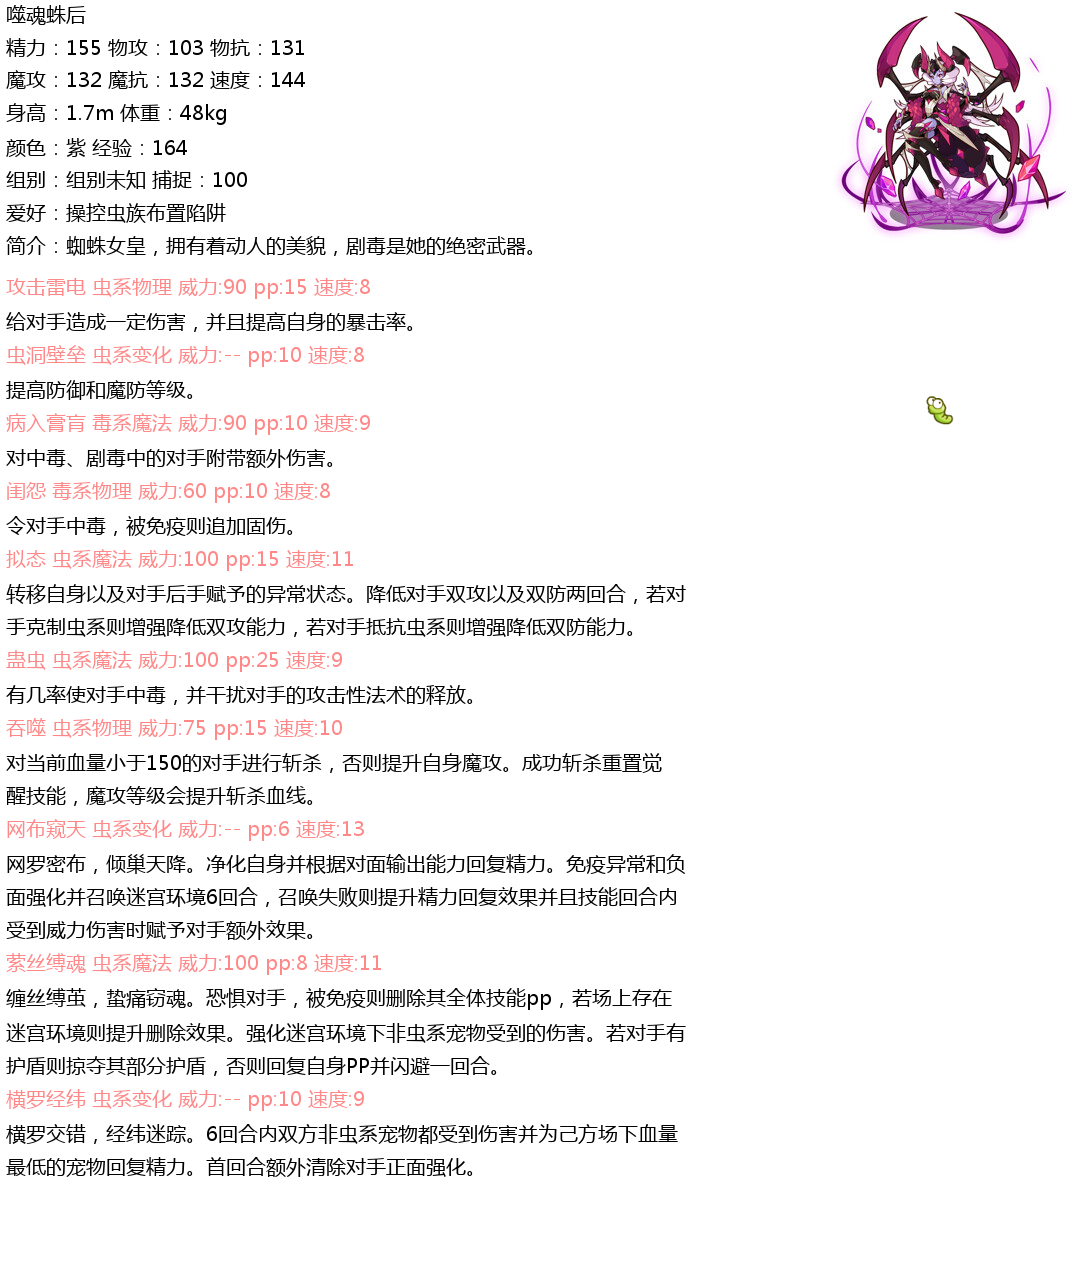 噬魂蛛后
精力：155 物攻：103 物抗：131
魔攻：132 魔抗：132 速度：144
身高：1.7m 体重：48kg
颜色：紫 经验：164
组别：组别未知 捕捉：100
爱好：操控虫族布置陷阱
简介：蜘蛛女皇，拥有着动人的美貌，剧毒是她的绝密武器。
攻击雷电 虫系物理 威力:90 pp:15 速度:8
给对手造成一定伤害，并且提高自身的暴击率。
虫洞壁垒 虫系变化 威力:-- pp:10 速度:8
提高防御和魔防等级。
病入膏肓 毒系魔法 威力:90 pp:10 速度:9
对中毒、剧毒中的对手附带额外伤害。
闺怨 毒系物理 威力:60 pp:10 速度:8
令对手中毒，被免疫则追加固伤。
拟态 虫系魔法 威力:100 pp:15 速度:11
转移自身以及对手后手赋予的异常状态。降低对手双攻以及双防两回合，若对
手克制虫系则增强降低双攻能力，若对手抵抗虫系则增强降低双防能力。
蛊虫 虫系魔法 威力:100 pp:25 速度:9
有几率使对手中毒，并干扰对手的攻击性法术的释放。
吞噬 虫系物理 威力:75 pp:15 速度:10
对当前血量小于150的对手进行斩杀，否则提升自身魔攻。成功斩杀重置觉
醒技能，魔攻等级会提升斩杀血线。
网布窥天 虫系变化 威力:-- pp:6 速度:13
网罗密布，倾巢天降。净化自身并根据对面输出能力回复精力。免疫异常和负
面强化并召唤迷宫环境6回合，召唤失败则提升精力回复效果并且技能回合内
受到威力伤害时赋予对手额外效果。
萦丝缚魂 虫系魔法 威力:100 pp:8 速度:11
缠丝缚茧，蛰痛窃魂。恐惧对手，被免疫则删除其全体技能pp，若场上存在
迷宫环境则提升删除效果。强化迷宫环境下非虫系宠物受到的伤害。若对手有
护盾则掠夺其部分护盾，否则回复自身PP并闪避一回合。
横罗经纬 虫系变化 威力:-- pp:10 速度:9
横罗交错，经纬迷踪。6回合内双方非虫系宠物都受到伤害并为己方场下血量
最低的宠物回复精力。首回合额外清除对手正面强化。